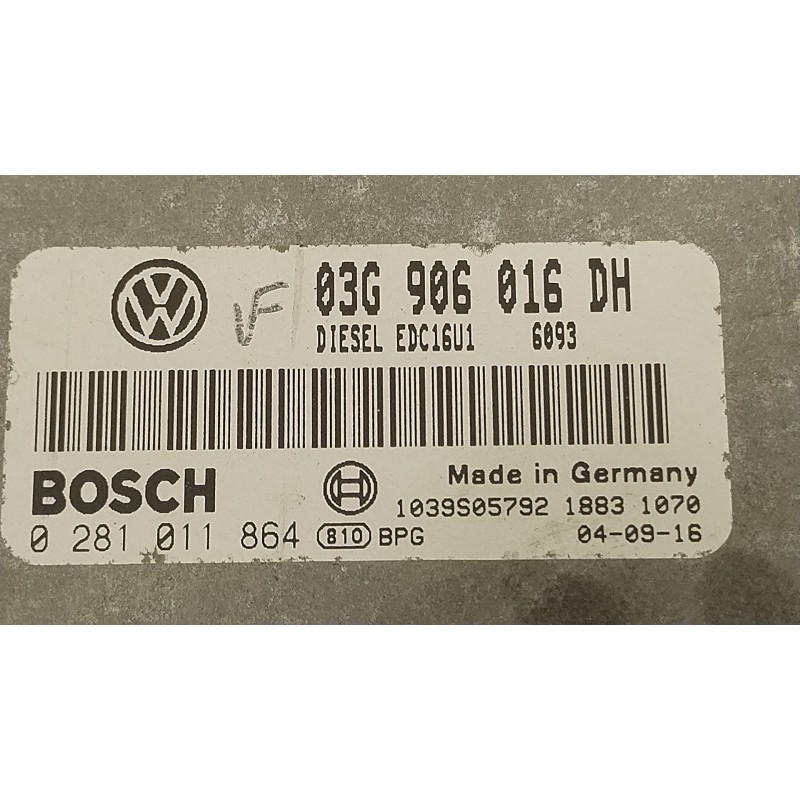 VW VF 03G 906 016 DH
DIESEL EDC16U1 6093
BOSCH
Made in Germany
1039S05792 1883 1070
0 281 011 864 810 BPG 04-09-16